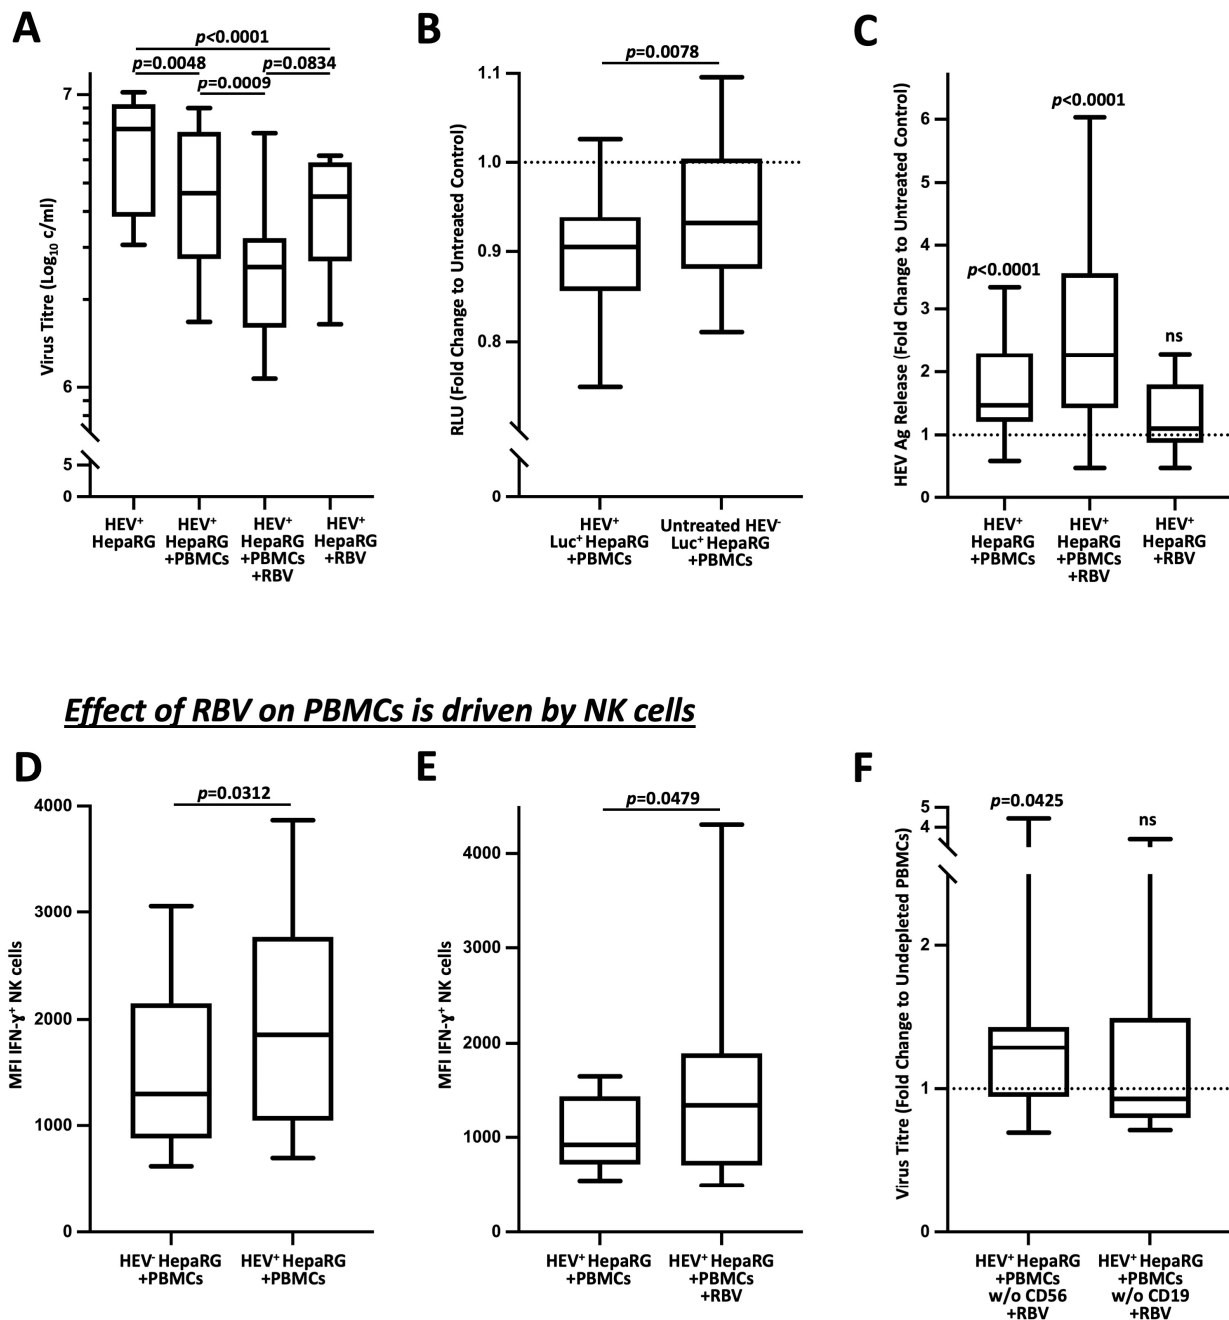 A
Virus Titre (Log10 c/ml)
p<0.0001
p=0.0048
p=0.0834
p=0.0009
7
6
5
0
HEV+
HepaRG
HEV+
HepaRG
+PBMCs
HEV+
HepaRG
+PBMCs
+RBV
HEV+
HepaRG
+RBV
B
RLU (Fold Change to Untreated Control)
p=0.0078
1.1
1.0
0.9
0.8
0
HEV+
Luc+ HepaRG
+PBMCs
Untreated HEV-
Luc+ HepaRG
+PBMCs
C
HEV Ag Release (Fold Change to Untreated Control)
p<0.0001
p<0.0001
ns
6
5
4
3
2
1
0
HEV+
HepaRG
+PBMCs
HEV+
HepaRG
+PBMCs
+RBV
HEV+
HepaRG
+RBV
Effect of RBV on PBMCs is driven by NK cells
D
MFI IFN-γ+ NK cells
p=0.0312
4000
3000
2000
1000
0
HEV- HepaRG
+PBMCs
HEV+ HepaRG
+PBMCs
E
MFI IFN-γ+ NK cells
p=0.0479
4000
3000
2000
1000
0
HEV+ HepaRG
+PBMCs
HEV+ HepaRG
+PBMCs
+RBV
F
Virus Titre (Fold Change to Undepleted PBMCs)
p=0.0425
ns
5
4
2
1
0
HEV+ HepaRG
+PBMCs
w/o CD56
+RBV
HEV+ HepaRG
+PBMCs
w/o CD19
+RBV